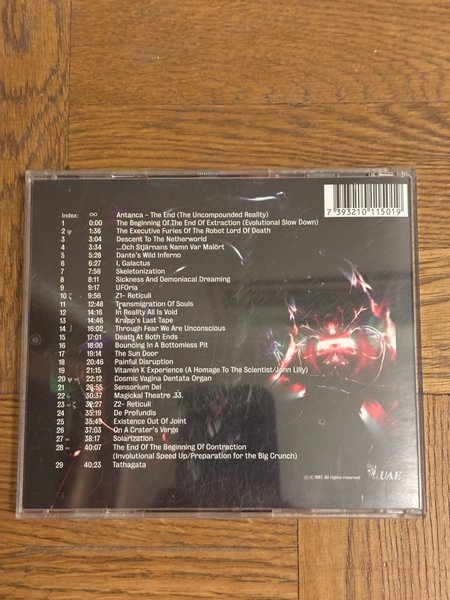 Index: ∞ Antanca – The End (The Uncompounded Reality)
1 0:00 The Beginning Of The End Of Extraction (Evolutional Slow Down)
2 ψ 1:36 The Executive Furies Of The Robot Lord Of Death
3 3:04 Descent To The Netherworld
4 3:34 ...Och Stjärnans Namn Var Malört
5 5:28 Dante's Wild Inferno
6 6:27 I, Galactus
7 7:56 Skeletonization
8 8:11 Sickness And Demoniacal Dreaming
9 9:17 UFOria
10 ζ 9:56 Z1- Reticuli
11 12:48 Transmigration Of Souls
12 14:16 In Reality All Is Void
13 14:46 Krapp's Last Tape
14 16:02 Through Fear We Are Unconscious
15 17:01 Death At Both Ends
16 18:00 Bouncing In A Bottomless Pit
17 19:14 The Sun Door
18 20:46 Painful Disruption
19 21:15 Vitamin K Experience (A Homage To The Scientist/John Lilly)
20 22:12 Cosmic Vagina Dentata Organ
21 26:55 Sensorium Dei
22 30:37 Magickal Theatre .33.
23 32:27 Z2- Reticuli
24 35:19 De Profundis
25 35:49 Existence Out Of Joint
26 37:03 On A Crater's Verge
27 38:17 Solarization
28 40:07 The End Of The Beginning Of Contraction
(Involutional Speed Up/Preparation for the Big Crunch)
29 40:23 Tathagata
7 393210 115019
1997. All rights reserved
UAE